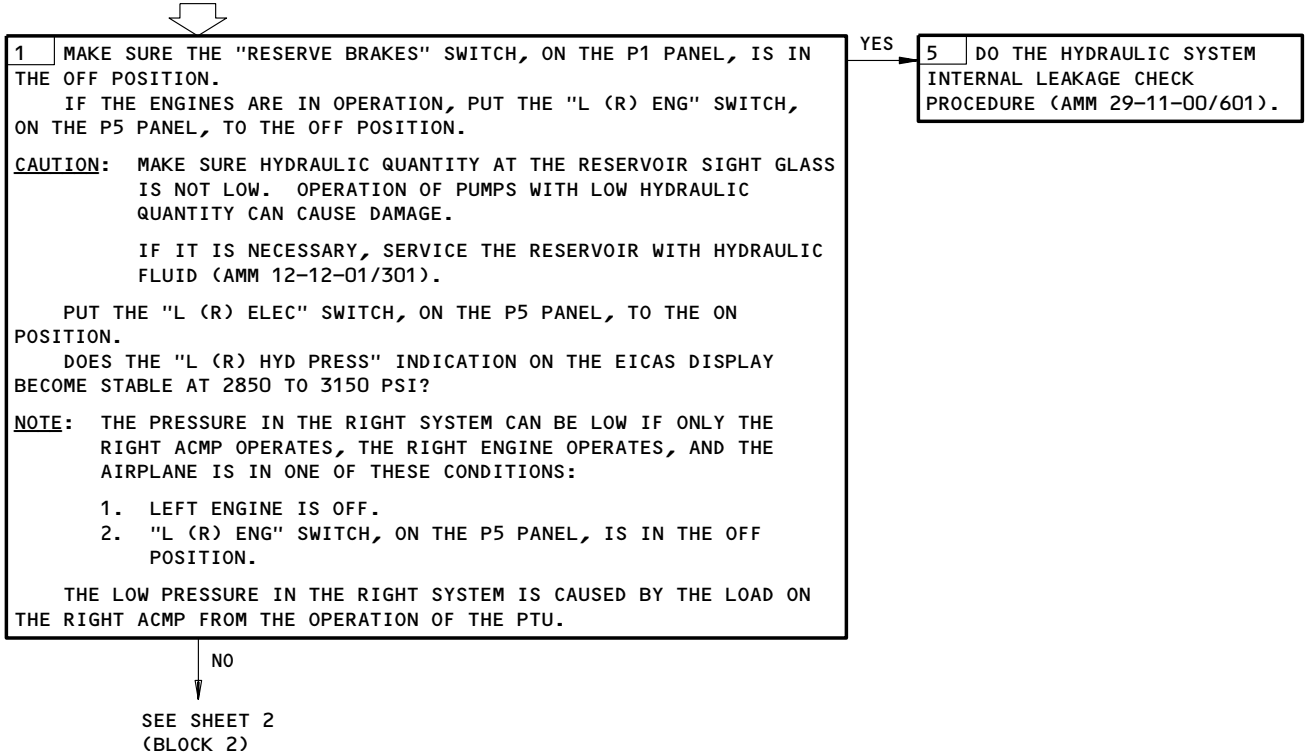 1 MAKE SURE THE "RESERVE BRAKES" SWITCH, ON THE P1 PANEL, IS IN
THE OFF POSITION.
IF THE ENGINES ARE IN OPERATION, PUT THE "L (R) ENG" SWITCH,
ON THE P5 PANEL, TO THE OFF POSITION.
CAUTION: MAKE SURE HYDRAULIC QUANTITY AT THE RESERVOIR SIGHT GLASS
IS NOT LOW. OPERATION OF PUMPS WITH LOW HYDRAULIC
QUANTITY CAN CAUSE DAMAGE.
IF IT IS NECESSARY, SERVICE THE RESERVOIR WITH HYDRAULIC
FLUID (AMM 12-12-01/301).
PUT THE "L (R) ELEC" SWITCH, ON THE P5 PANEL, TO THE ON
POSITION.
DOES THE "L (R) HYD PRESS" INDICATION ON THE EICAS DISPLAY
BECOME STABLE AT 2850 TO 3150 PSI?
NOTE: THE PRESSURE IN THE RIGHT SYSTEM CAN BE LOW IF ONLY THE
RIGHT ACMP OPERATES, THE RIGHT ENGINE OPERATES, AND THE
AIRPLANE IS IN ONE OF THESE CONDITIONS:
1. LEFT ENGINE IS OFF.
2. "L (R) ENG" SWITCH, ON THE P5 PANEL, IS IN THE OFF
POSITION.
THE LOW PRESSURE IN THE RIGHT SYSTEM IS CAUSED BY THE LOAD ON
THE RIGHT ACMP FROM THE OPERATION OF THE PTU.
YES
5 DO THE HYDRAULIC SYSTEM
INTERNAL LEAKAGE CHECK
PROCEDURE (AMM 29-11-00/601).
NO
SEE SHEET 2
(BLOCK 2)